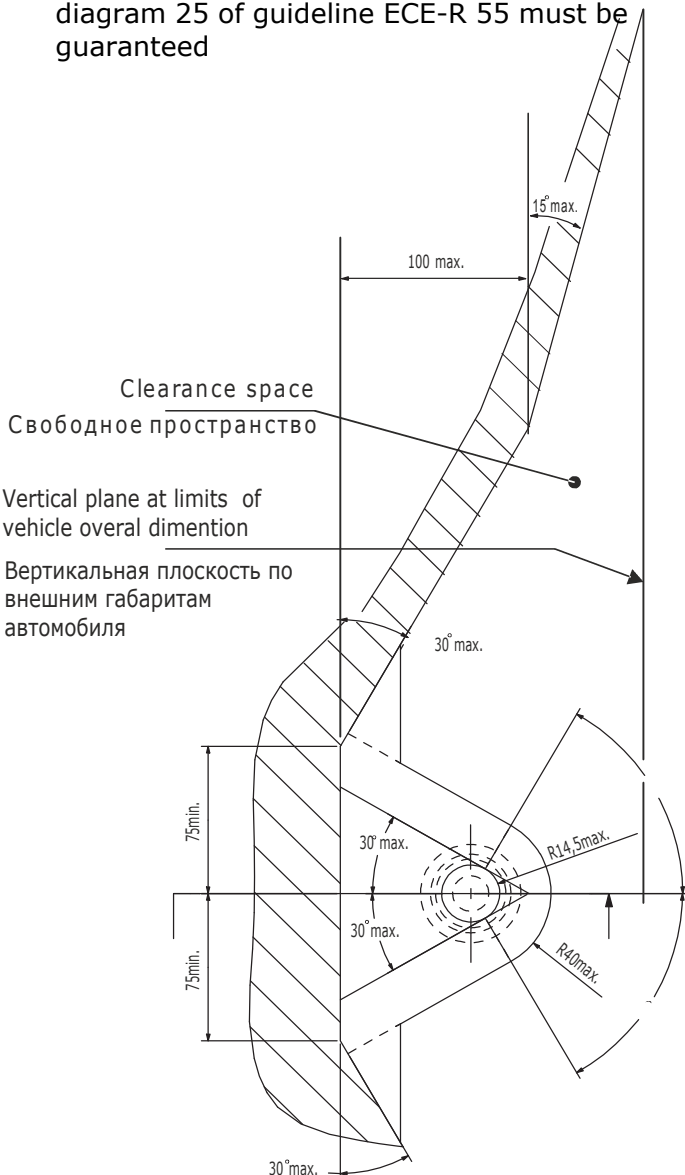 diagram 25 of guideline ECE-R 55 must be
guaranteed
15° max.
100 max.
Clearance space
Свободное пространство
Vertical plane at limits of
vehicle overal dimention
Вертикальная плоскость по
внешним габаритам
автомобиля
30° max.
75min.
30° max.
R14,5max.
30° max.
75min.
R40max.
30° max.